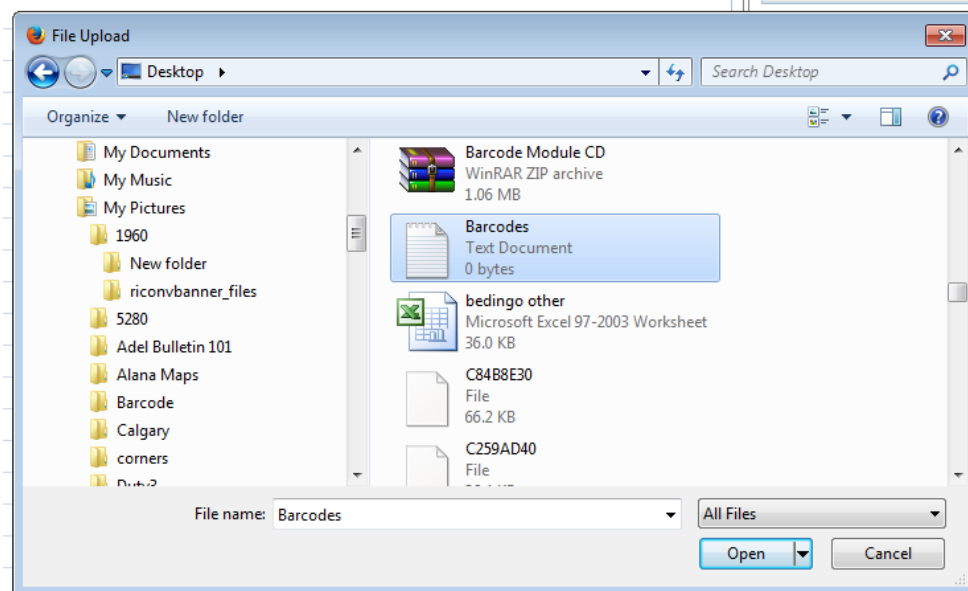 File Upload
Desktop
Search Desktop
Organize
New folder
My Documents
My Music
My Pictures
1960
New folder
riconvbanner_files
5280
Adel Bulletin 101
Alana Maps
Barcode
Calgary
corners
Barcode Module CD
WinRAR ZIP archive
1.06 MB
Barcodes
Text Document
0 bytes
bedingo other
Microsoft Excel 97-2003 Worksheet
36.0 KB
C84B8E30
File
66.2 KB
C259AD40
File
File name:
Barcodes
All Files
Open
Cancel